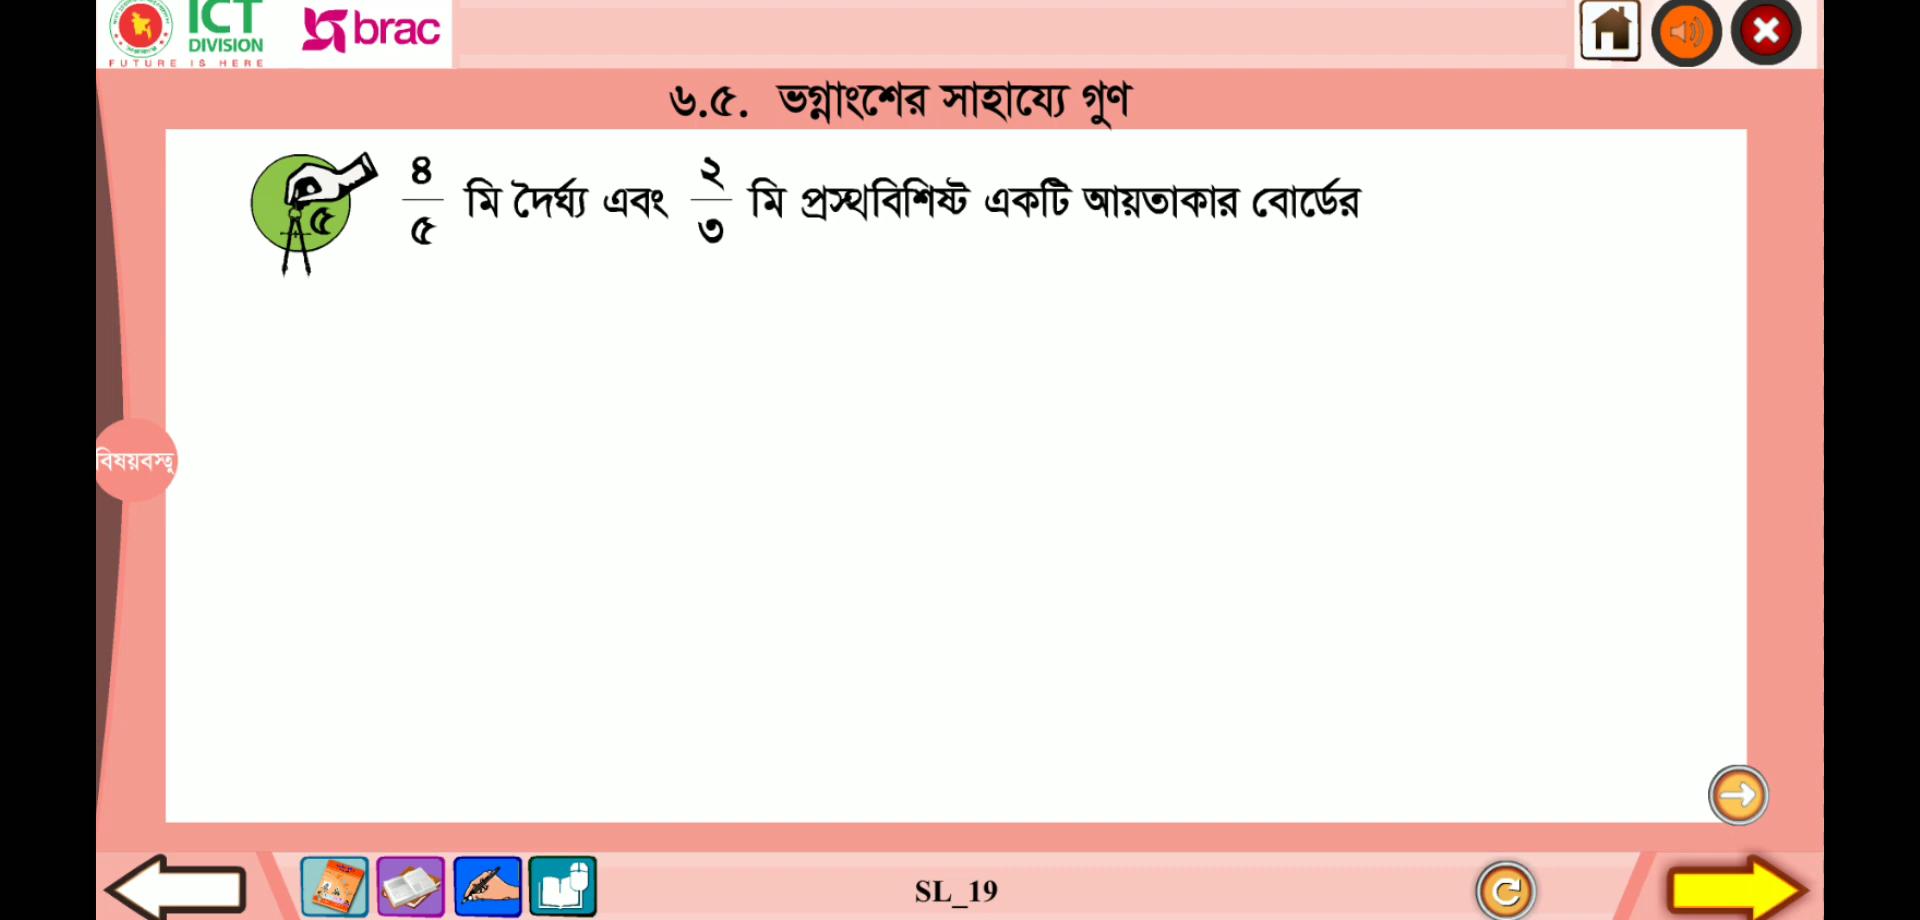 ICT
DIVISION
FUTURE IS HERE
brac
৬.৫. ভগ্নাংশের সাহায্যে গুণ
৫
৪/৫ মি দৈর্ঘ্য এবং ২/৩ মি প্রস্থবিশিষ্ট একটি আয়তাকার বোর্ডের
বিষয়বস্তু
SL_19